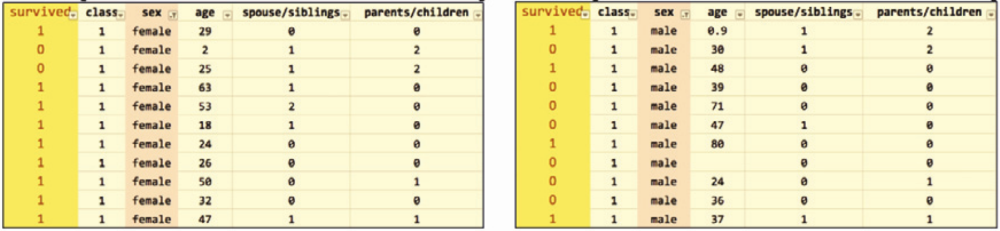 survived class sex age spouse/siblings parents/children
1 1 female 29 0 0
0 1 female 2 1 2
0 1 female 25 1 2
1 1 female 63 1 0
1 1 female 53 2 0
1 1 female 18 1 0
1 1 female 24 0 0
1 1 female 26 0 0
1 1 female 50 0 1
1 1 female 32 0 0
1 1 female 47 1 1
survived class sex age spouse/siblings parents/children
1 1 male 0.9 1 2
0 1 male 30 1 2
1 1 male 48 0 0
0 1 male 39 0 0
0 1 male 71 0 0
0 1 male 47 1 0
1 1 male 80 0 0
0 1 male 0 0
0 1 male 24 0 1
0 1 male 36 0 0
1 1 male 37 1 1